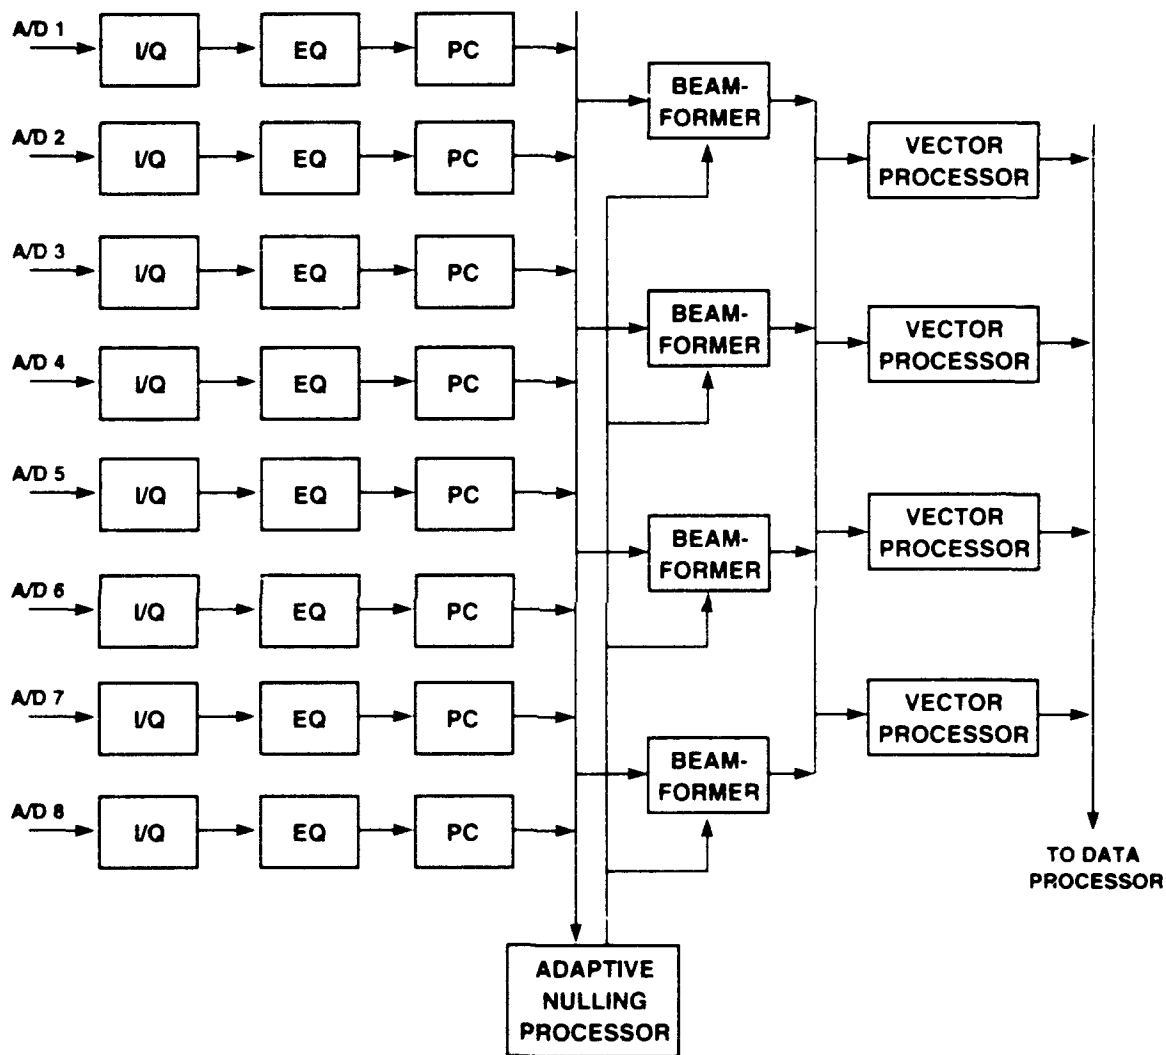 A/D 1
I/Q
EQ
PC
BEAM-
FORMER
A/D 2
I/Q
EQ
PC
VECTOR
PROCESSOR
A/D 3
I/Q
EQ
PC
BEAM-
FORMER
VECTOR
PROCESSOR
A/D 4
I/Q
EQ
PC
A/D 5
I/Q
EQ
PC
VECTOR
PROCESSOR
BEAM-
FORMER
A/D 6
I/Q
EQ
PC
A/D 7
I/Q
EQ
PC
VECTOR
PROCESSOR
BEAM-
FORMER
A/D 8
I/Q
EQ
PC
TO DATA
PROCESSOR
ADAPTIVE
NULLING
PROCESSOR